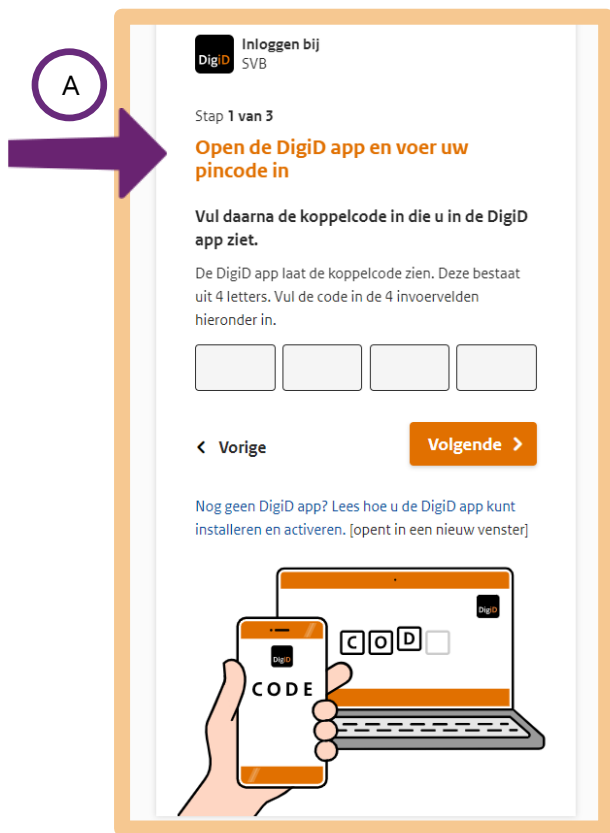 Inloggen bij
DigiD SVB
A
Stap 1 van 3
Open de DigiD app en voer uw
pincode in
Vul daarna de koppelcode in die u in de DigiD
app ziet.
De DigiD app laat de koppelcode zien. Deze bestaat
uit 4 letters. Vul de code in de 4 invoervelden
hieronder in.
Vorige
Volgende
Nog geen DigiD app? Lees hoe u de DigiD app kunt
installeren en activeren. [opent in een nieuw venster]
DigiD
C O D
DigiD
CODE